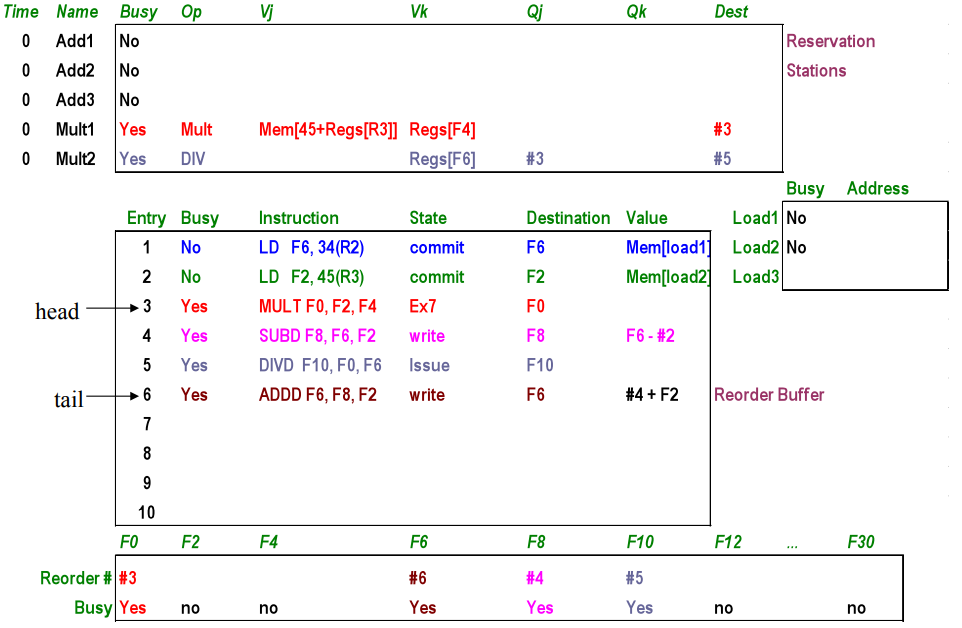 Time Name Busy Op Vj Vk Qj Qk Dest
0 Add1 No Reservation
0 Add2 No Stations
0 Add3 No
0 Mult1 Yes Mult Mem[45+Regs[R3]] Regs[F4] #3
0 Mult2 Yes DIV Regs[F6] #3 #5
Busy Address
Entry Busy Instruction State Destination Value Load1 No
1 No LD F6, 34(R2) commit F6 Mem[load1] Load2 No
2 No LD F2, 45(R3) commit F2 Mem[load2] Load3
head 3 Yes MULT F0, F2, F4 Ex7 F0
4 Yes SUBD F8, F6, F2 write F8 F6 - #2
5 Yes DIVD F10, F0, F6 Issue F10
tail 6 Yes ADDD F6, F8, F2 write F6 #4 + F2 Reorder Buffer
7
8
9
10
F0 F2 F4 F6 F8 F10 F12 ... F30
Reorder # #3 #6 #4 #5
Busy Yes no no Yes Yes Yes no no